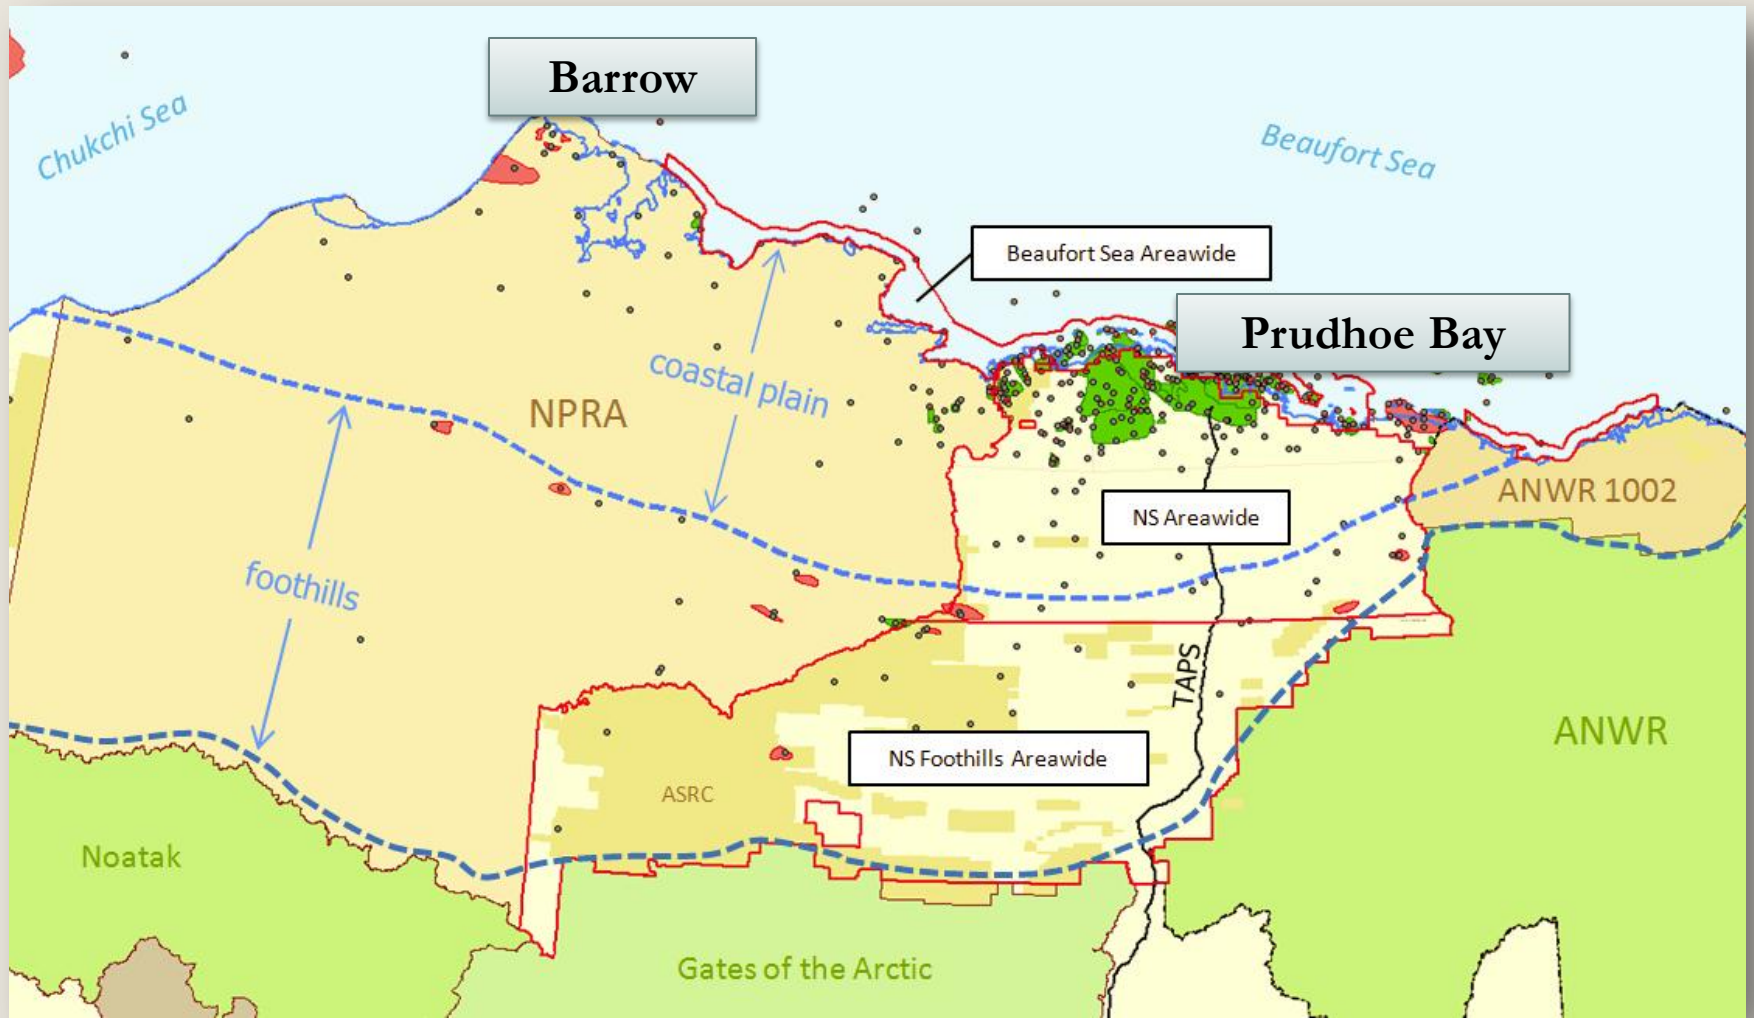 Barrow
Chukchi Sea
Beaufort Sea
Beaufort Sea Areawide
Prudhoe Bay
coastal plain
NPRA
ANWR 1002
NS Areawide
foothills
TAPS
ANWR
NS Foothills Areawide
ASRC
Noatak
Gates of the Arctic